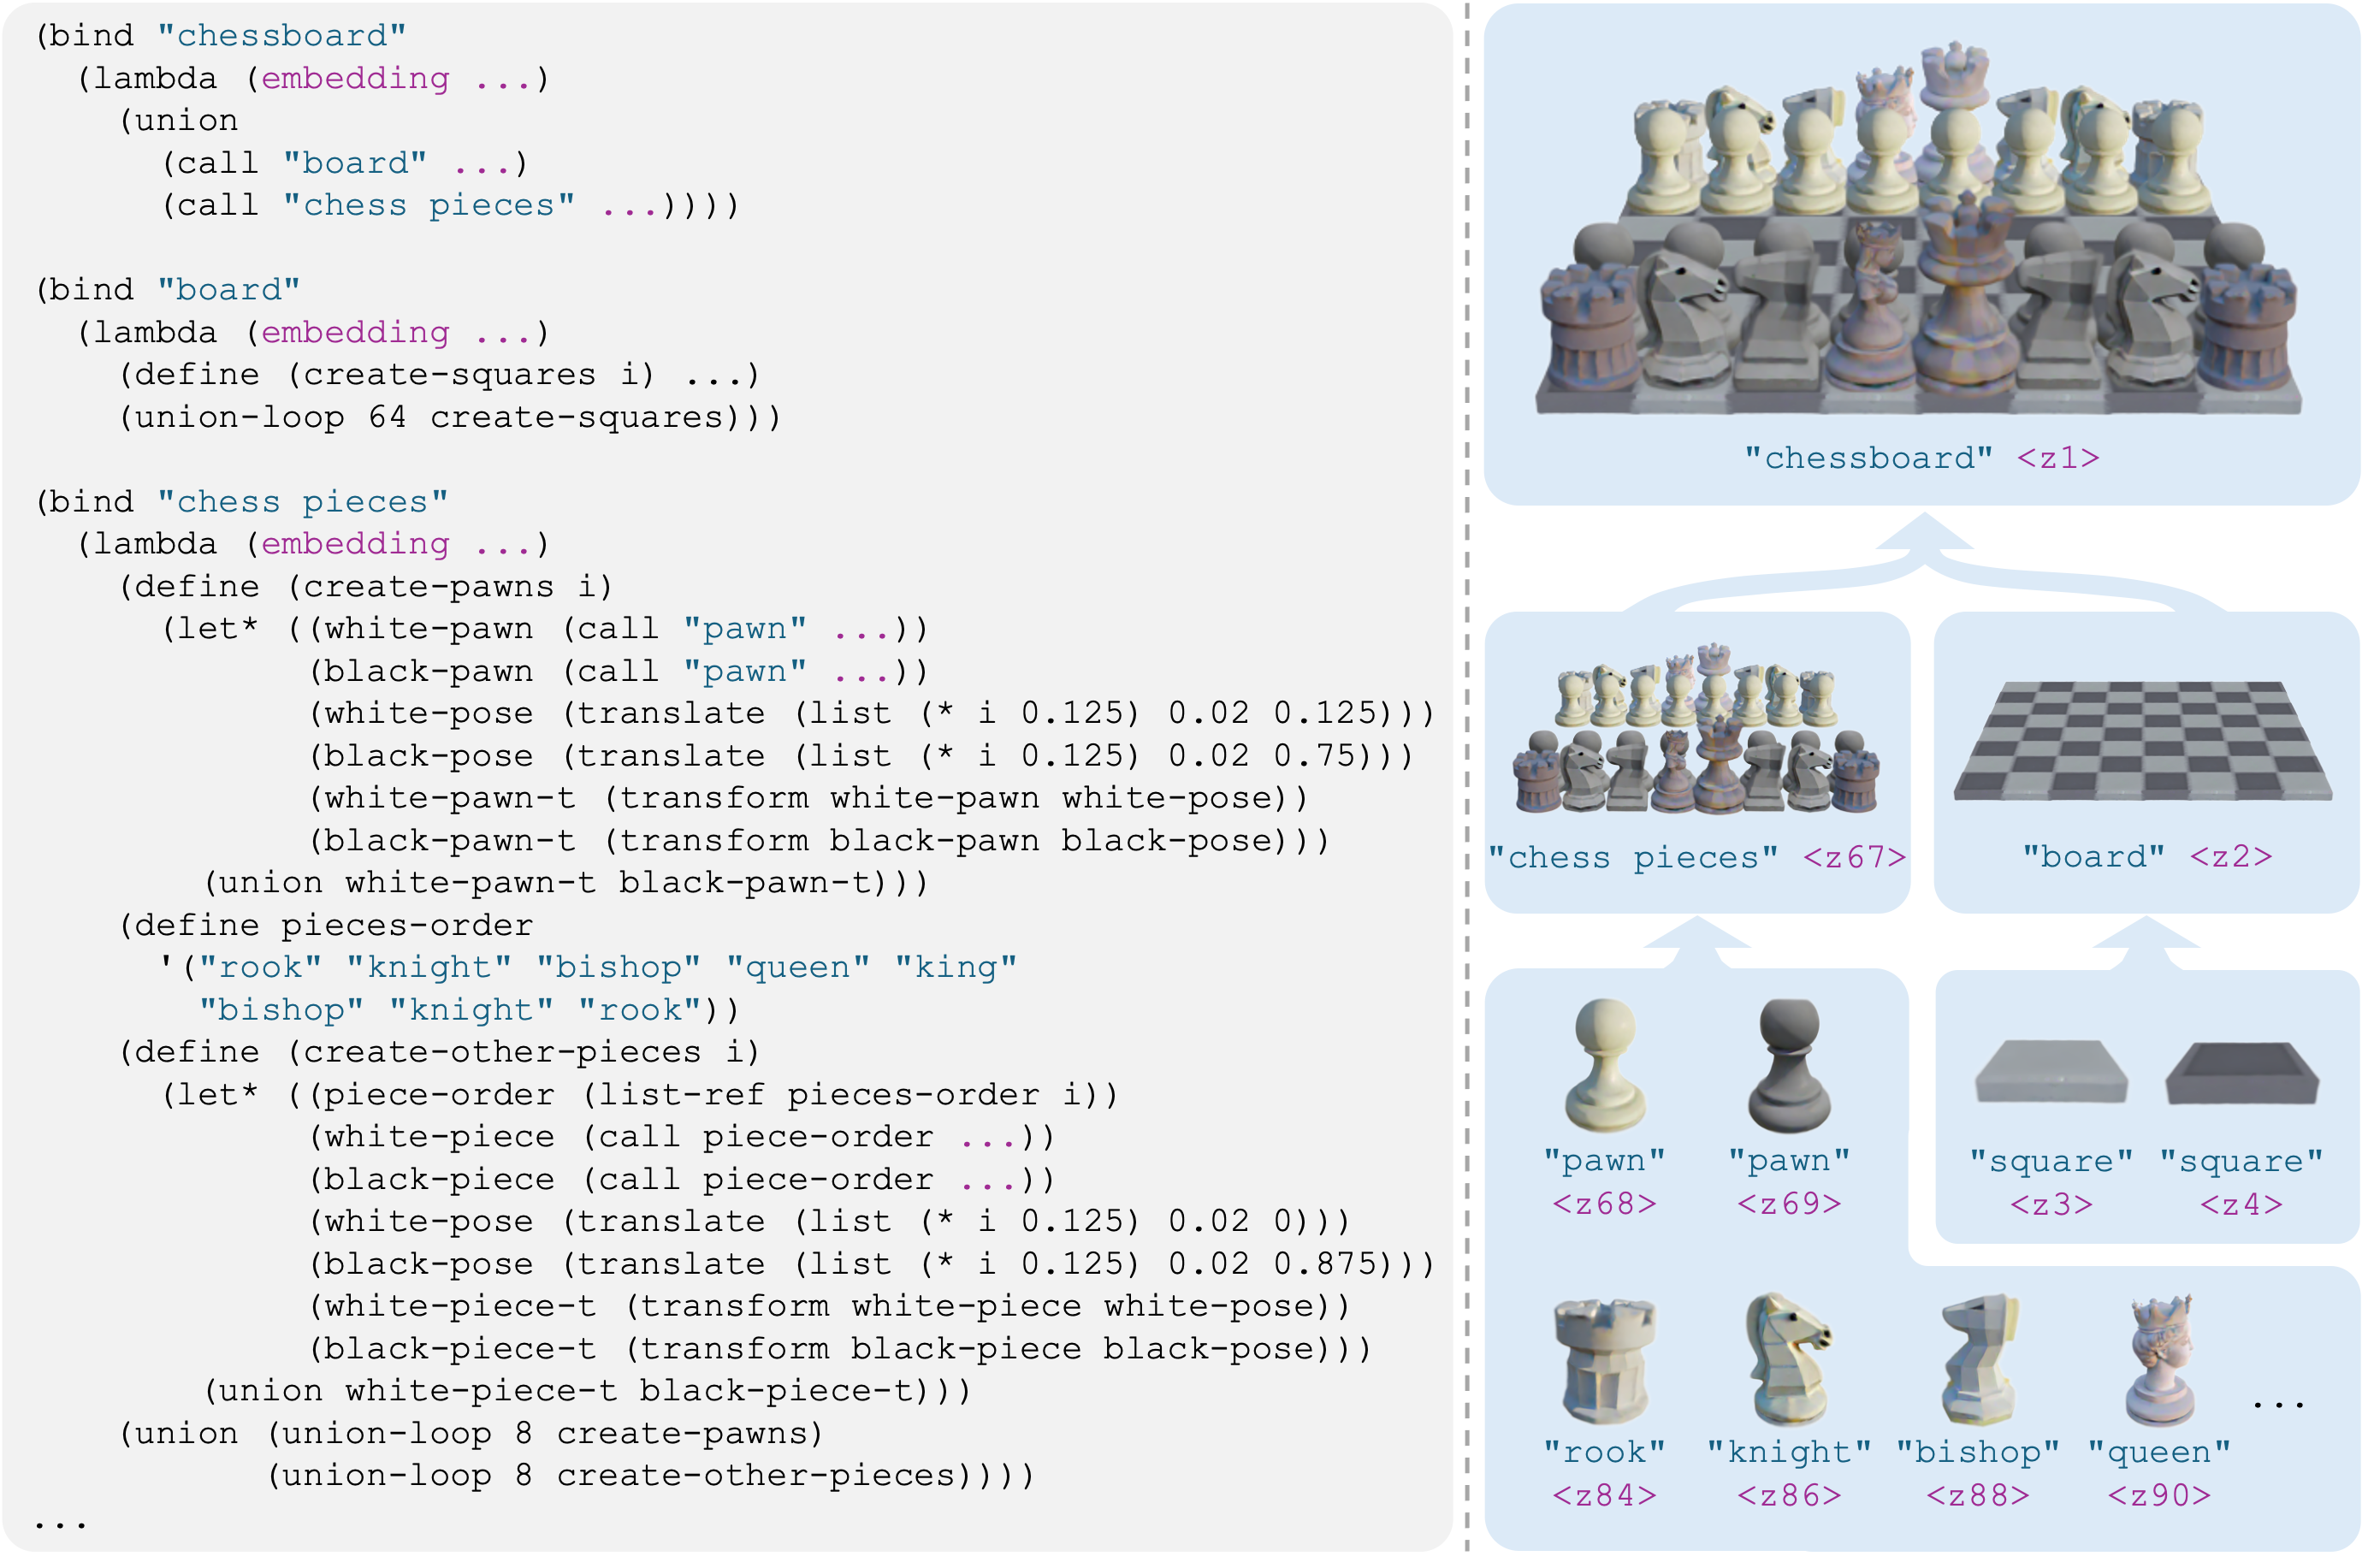 (bind "chessboard"
(lambda (embedding ...)
(union
(call "board" ...)
(call "chess pieces" ...))))
(bind "board"
(lambda (embedding ...)
(define (create-squares i) ...)
(union-loop 64 create-squares)))
(bind "chess pieces"
(lambda (embedding ...)
(define (create-pawns i)
(let* ((white-pawn (call "pawn" ...))
(black-pawn (call "pawn" ...))
(white-pose (translate (list (* i 0.125) 0.02 0.125)))
(black-pose (translate (list (* i 0.125) 0.02 0.75)))
(white-pawn-t (transform white-pawn white-pose))
(black-pawn-t (transform black-pawn black-pose)))
(union white-pawn-t black-pawn-t)))
(define pieces-order
'("rook" "knight" "bishop" "queen" "king"
"bishop" "knight" "rook"))
(define (create-other-pieces i)
(let* ((piece-order (list-ref pieces-order i))
(white-piece (call piece-order ...))
(black-piece (call piece-order ...))
(white-pose (translate (list (* i 0.125) 0.02 0)))
(black-pose (translate (list (* i 0.125) 0.02 0.875)))
(white-piece-t (transform white-piece white-pose))
(black-piece-t (transform black-piece black-pose)))
(union white-piece-t black-piece-t)))
(union (union-loop 8 create-pawns)
(union-loop 8 create-other-pieces))))
...
"chessboard" <z1>
"chess pieces" <z67>
"board" <z2>
"pawn" "pawn"
<z68> <z69>
"square" "square"
<z3> <z4>
...
"rook" "knight" "bishop" "queen"
<z84> <z86> <z88> <z90>